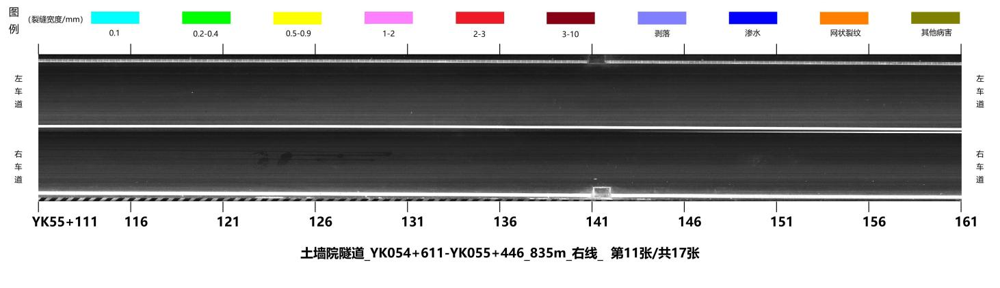 图例
(裂缝宽度/mm)
0.1 0.2-0.4 0.5-0.9 1-2 2-3 3-10 剥落 渗水 网状裂纹 其他病害
左车道
左车道
右车道
右车道
YK55+111 116 121 126 131 136 141 146 151 156 161
土墙院隧道_YK054+611-YK055+446_835m_右线_ 第11张/共17张